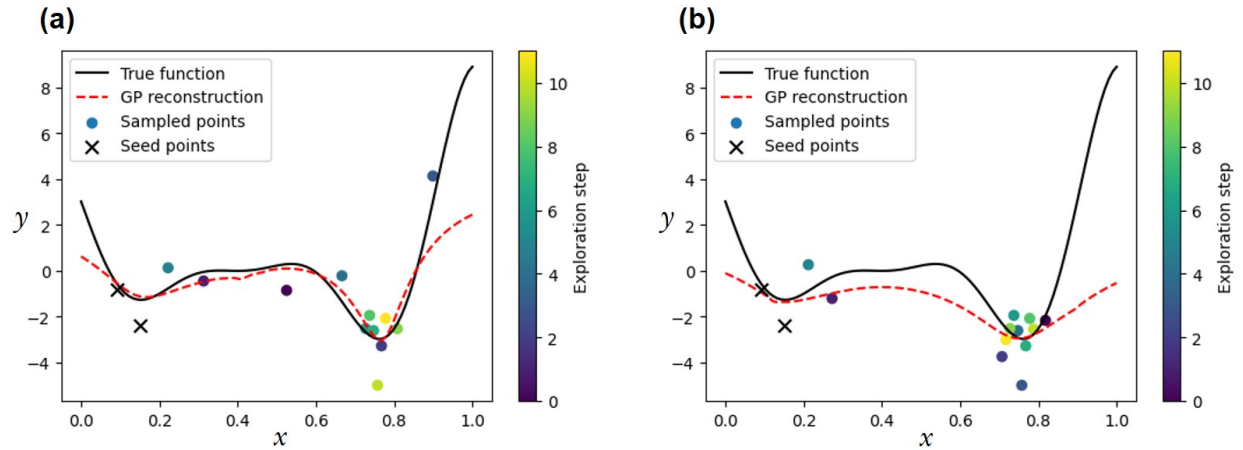 (a)
True function
GP reconstruction
Sampled points
Seed points
y
8
6
4
2
0
−2
−4
0.0 0.2 0.4 0.6 0.8 1.0
x
10
8
6
4
2
0
Exploration step
(b)
True function
GP reconstruction
Sampled points
Seed points
y
8
6
4
2
0
−2
−4
0.0 0.2 0.4 0.6 0.8 1.0
x
10
8
6
4
2
0
Exploration step